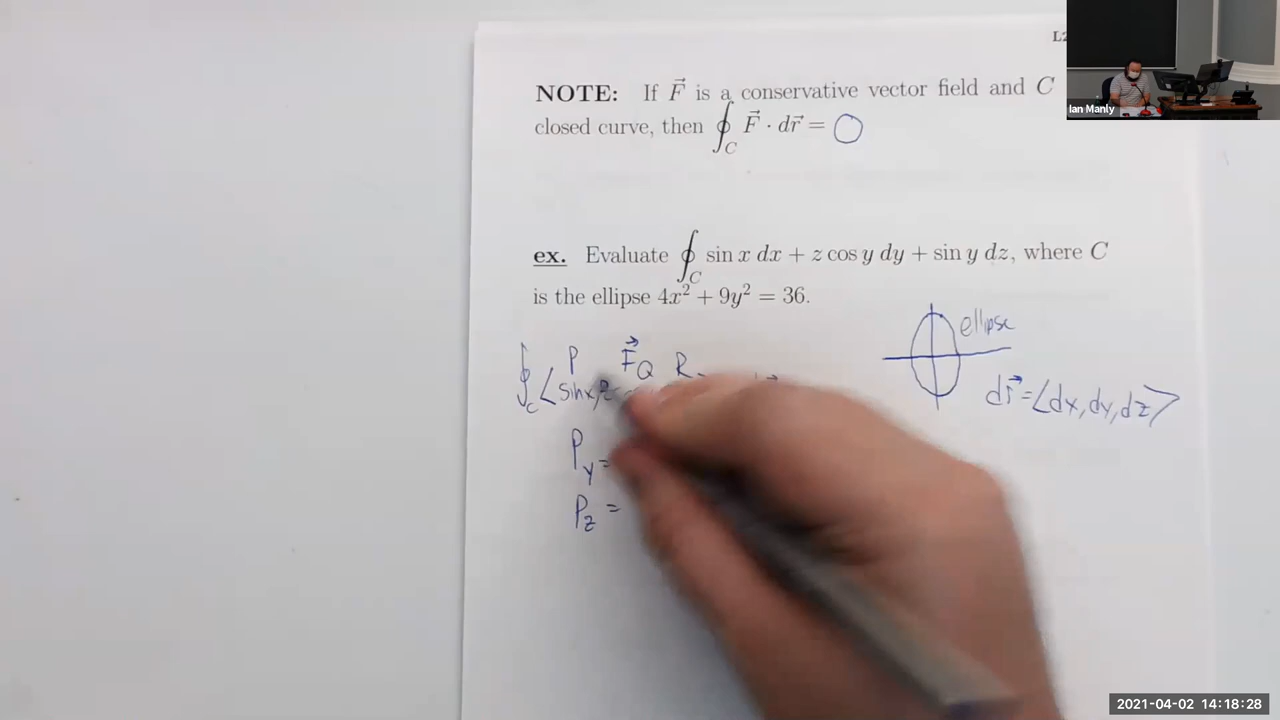 L2
NOTE: If F⃗ is a conservative vector field and C
closed curve, then ∮_C F⃗ · dr⃗ = 0
Ian Manly
ex. Evaluate ∮_C sin x dx + z cos y dy + sin y dz, where C
is the ellipse 4x² + 9y² = 36.
ellipse
P F⃗ Q R
∮_C ⟨sinx, z
dr⃗ = ⟨dx, dy, dz⟩
P_y =
P_z =
2021-04-02 14:18:28